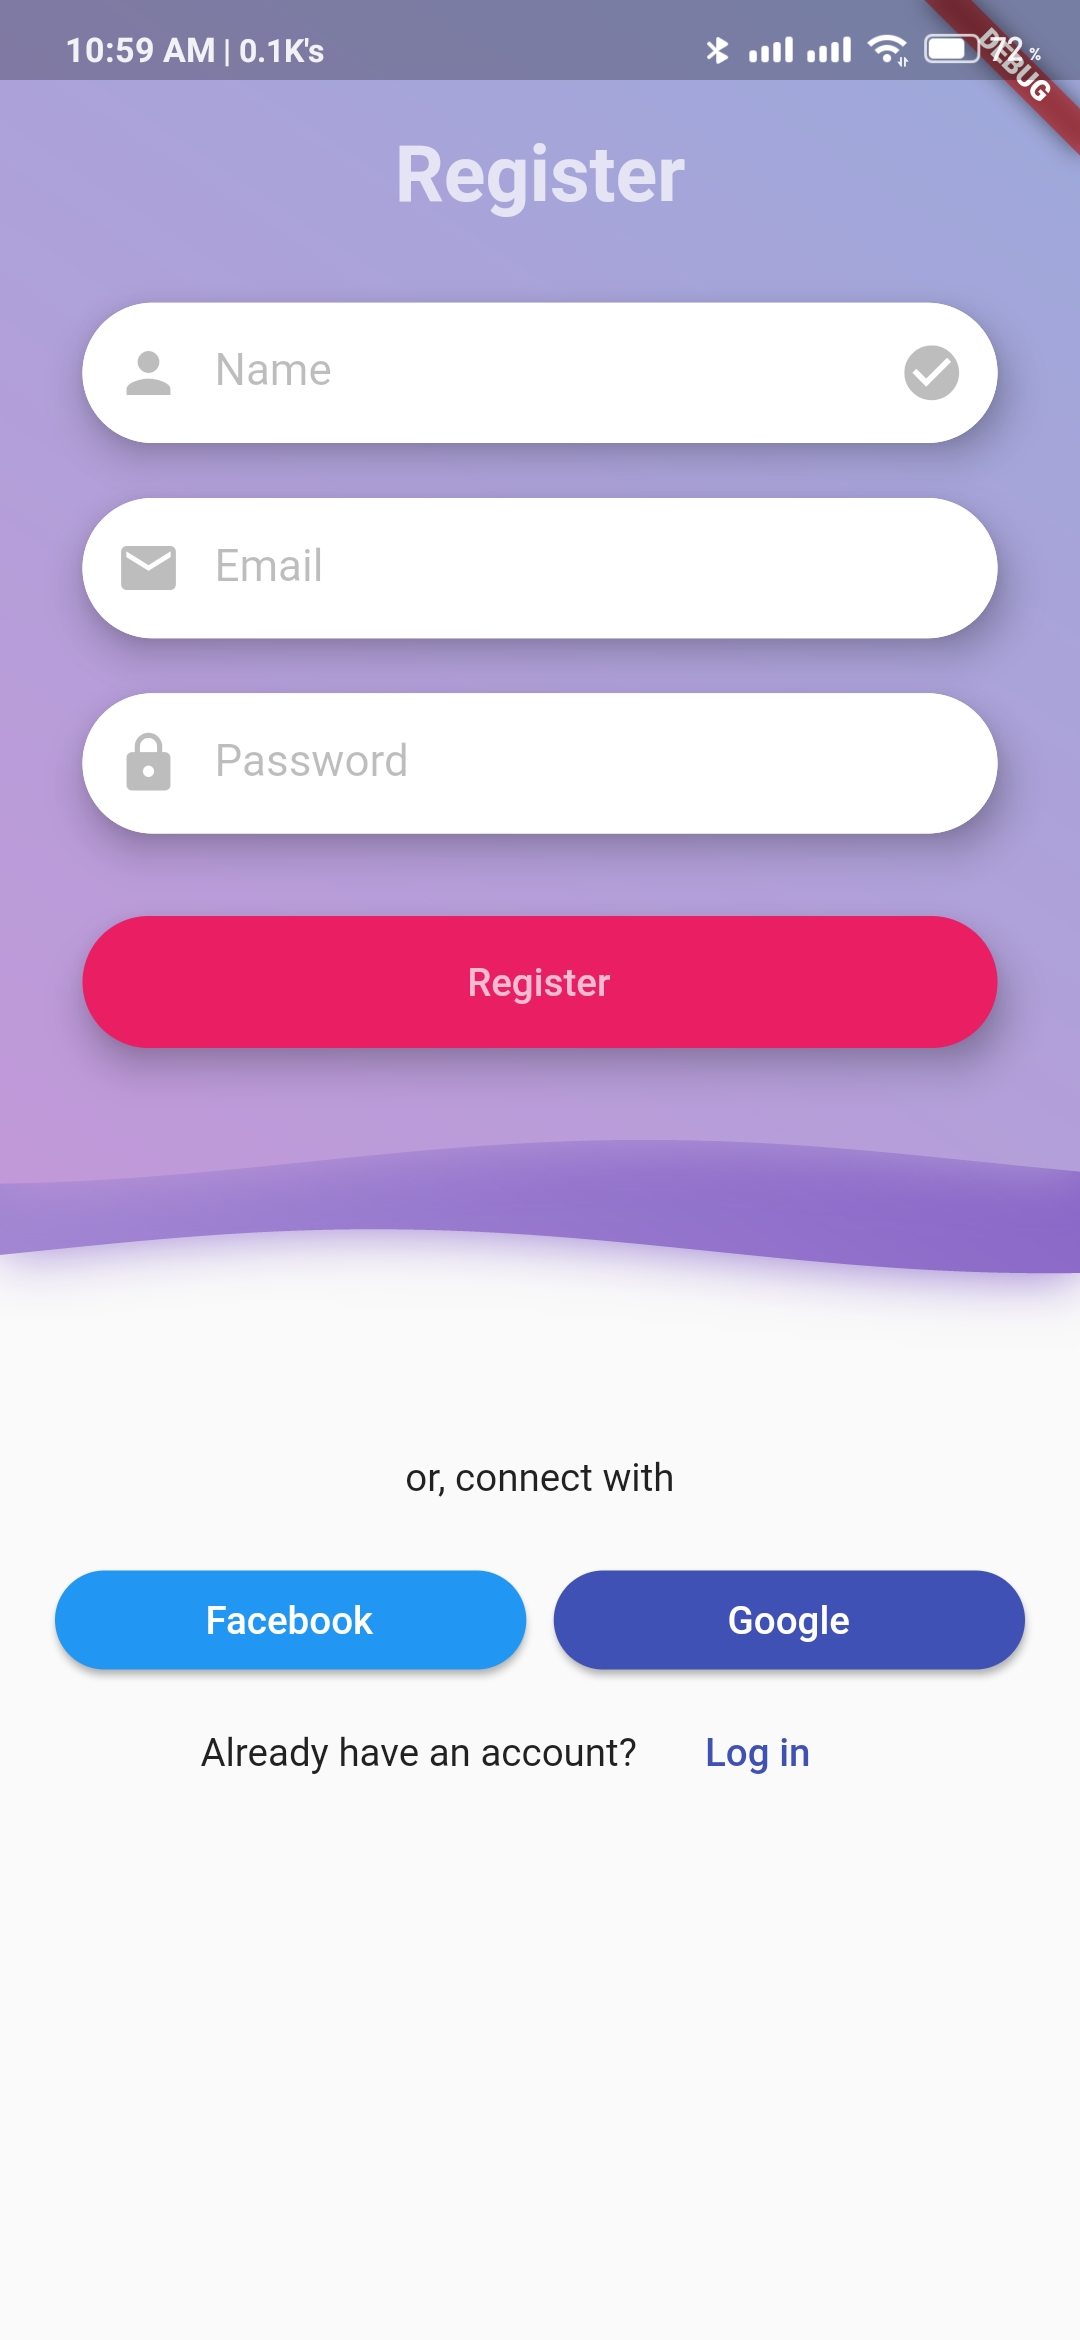 10:59 AM | 0.1K's
72 %
DEBUG
Register
Name
Email
Password
Register
or, connect with
Facebook
Google
Already have an account? Log in